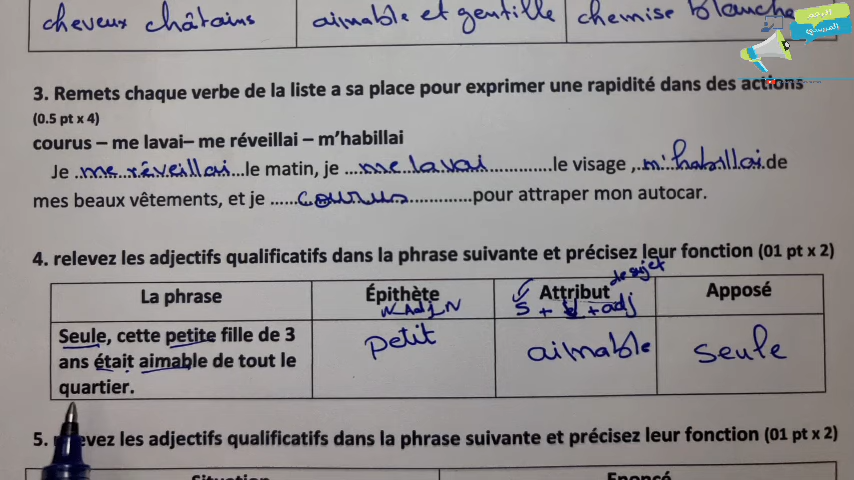 cheveux châtains aimable et gentille chemise blanche
الرجم
المدرسي
3. Remets chaque verbe de la liste a sa place pour exprimer une rapidité dans des actions
(0.5 pt x 4)
courus – me lavai– me réveillai – m'habillai
Je ..me réveillai...le matin, je ....me lavai............le visage ,..m'habillai.de
mes beaux vêtements, et je ......courus..............pour attraper mon autocar.
4. relevez les adjectifs qualificatifs dans la phrase suivante et précisez leur fonction (01 pt x 2)
La phrase Épithète Attribut de sujet Apposé
N Adj N S + V + adj
Seule, cette petite fille de 3 ans était aimable de tout le quartier. petit aimable seule
5. relevez les adjectifs qualificatifs dans la phrase suivante et précisez leur fonction (01 pt x 2)
Situation Enoncé